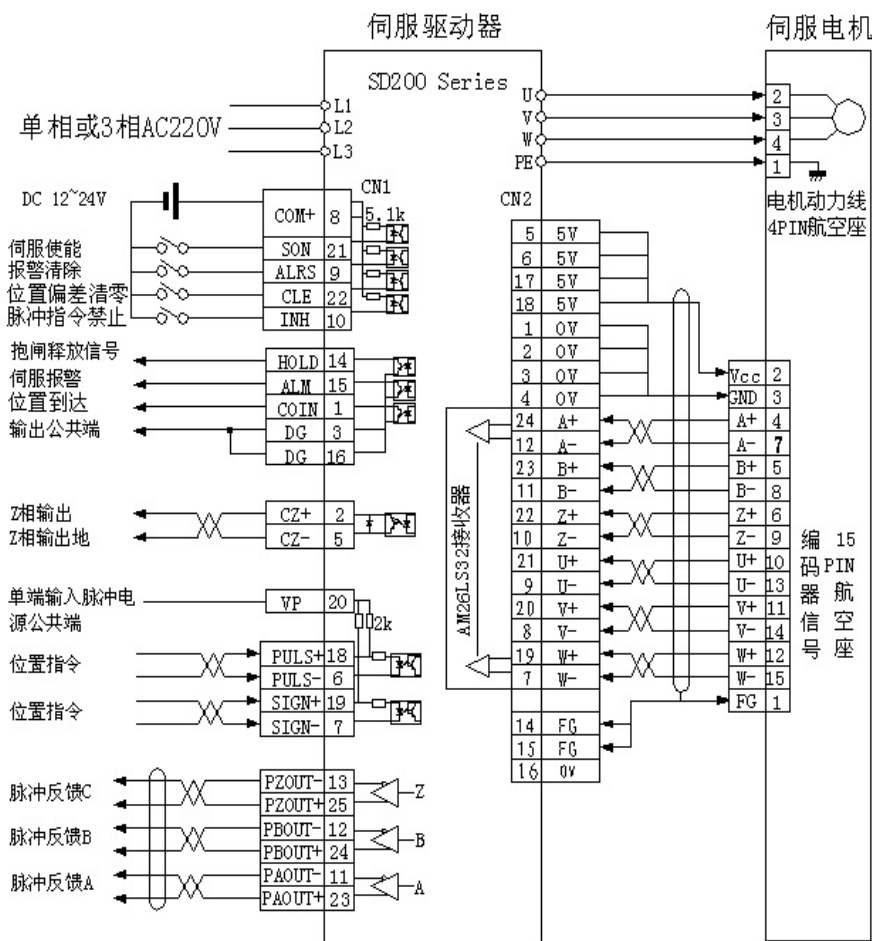 伺服驱动器
伺服电机
SD200 Series
单相或3相AC220V
L1
L2
L3
U
V
W
PE
2
3
4
1
电机动力线
4PIN航空座
DC 12~24V
CN1
5.1k
COM+ 8
伺服使能 SON 21
报警清除 ALRS 9
位置偏差清零 CLE 22
脉冲指令禁止 INH 10
抱闸释放信号 HOLD 14
伺服报警 ALM 15
位置到达 COIN 1
输出公共端 DG 3
DG 16
Z相输出 CZ+ 2
Z相输出地 CZ- 5
单端输入脉冲电
源公共端
VP 20
2k
位置指令
PULS+ 18
PULS- 6
位置指令
SIGN+ 19
SIGN- 7
脉冲反馈C
PZOUT- 13
PZOUT+ 25
Z
脉冲反馈B
PBOUT- 12
PBOUT+ 24
B
脉冲反馈A
PAOUT- 11
PAOUT+ 23
A
CN2
5 5V
6 5V
17 5V
18 5V
1 0V
2 0V
3 0V
4 0V
24 A+
12 A-
23 B+
11 B-
22 Z+
10 Z-
21 U+
9 U-
20 V+
8 V-
19 W+
7 W-
14 FG
15 FG
16 0V
AM26LS32接收器
Vcc 2
GND 3
A+ 4
A- 7
B+ 5
B- 8
Z+ 6
Z- 9
U+ 10
U- 13
V+ 11
V- 14
W+ 12
W- 15
FG 1
编码器信号
15PIN航空座